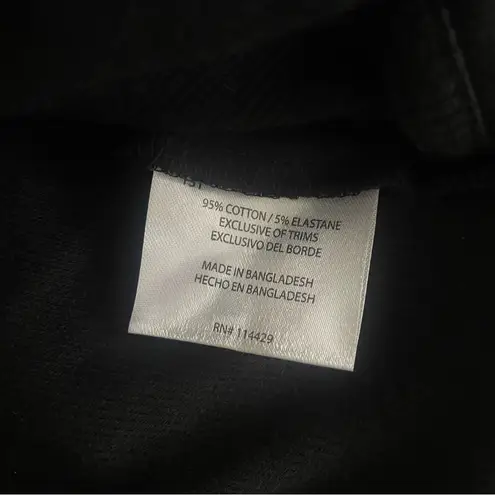 95% COTTON / 5% ELASTANE
EXCLUSIVE OF TRIMS
EXCLUSIVO DEL BORDE
MADE IN BANGLADESH
HECHO EN BANGLADESH
RN# 114429